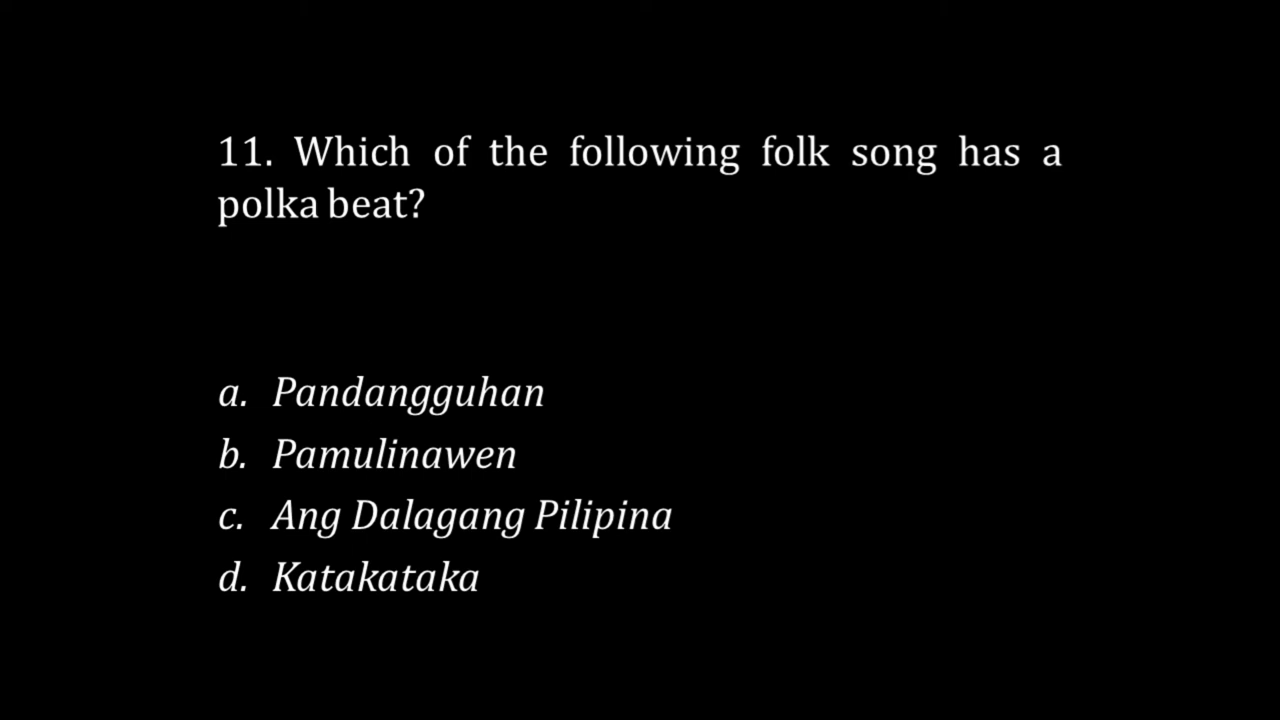 11. Which of the following folk song has a
polka beat?
a. Pandangguhan
b. Pamulinawen
c. Ang Dalagang Pilipina
d. Katakataka